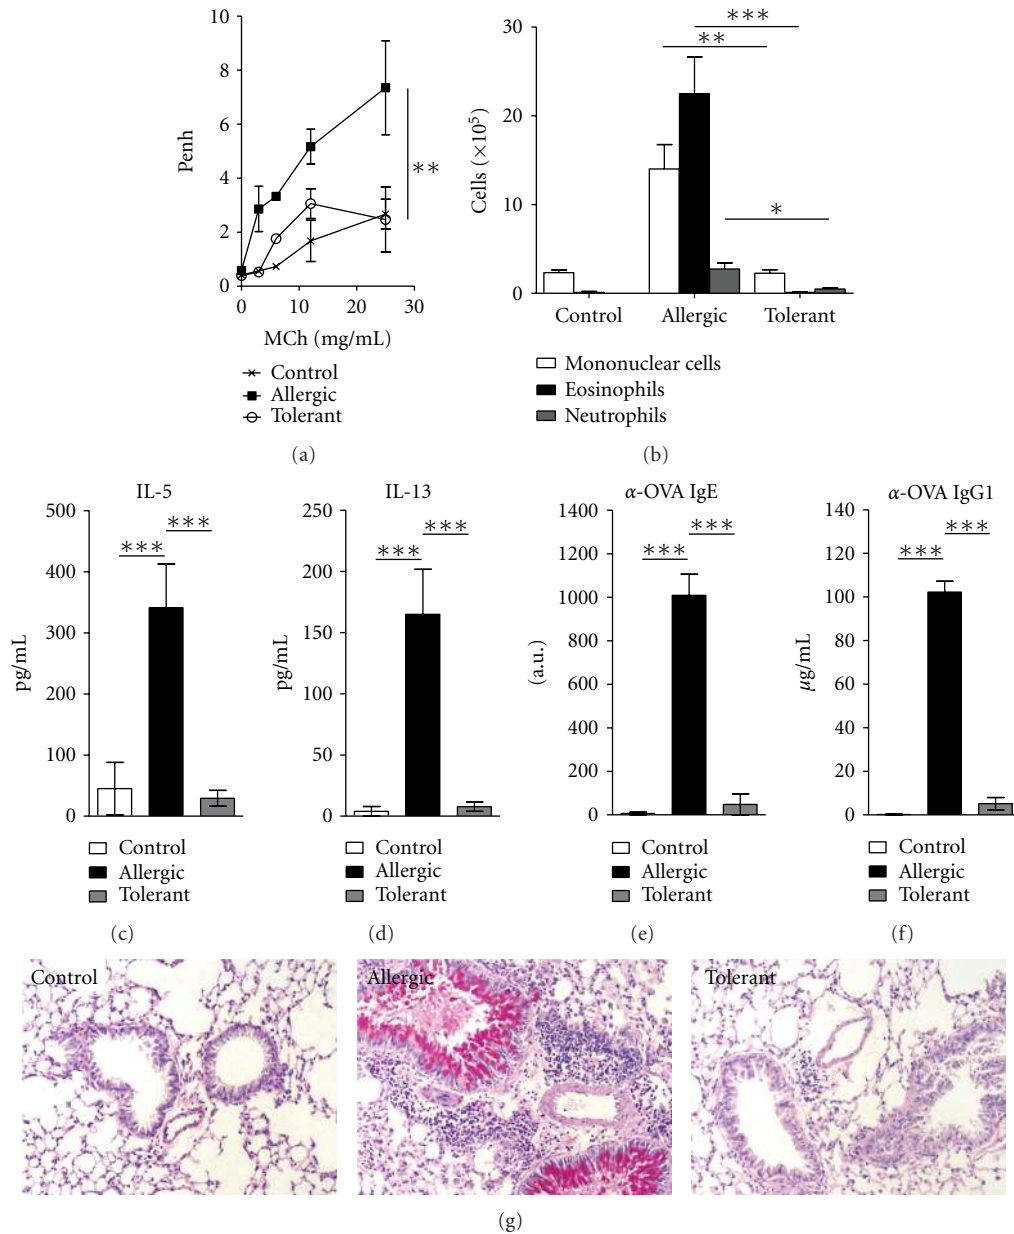 10
8
6
4
2
0
Penh
0
10
20
30
MCh (mg/mL)
Control
Allergic
Tolerant
**
(a)
30
20
10
0
Cells (×10⁵)
***
**
*
Control
Allergic
Tolerant
Mononuclear cells
Eosinophils
Neutrophils
(b)
IL-5
500
400
300
200
100
0
pg/mL
***
***
Control
Allergic
Tolerant
(c)
IL-13
250
200
150
100
50
0
pg/mL
***
***
Control
Allergic
Tolerant
(d)
α-OVA IgE
1400
1200
1000
800
600
400
200
0
(a.u.)
***
***
Control
Allergic
Tolerant
(e)
α-OVA IgG1
140
120
100
80
60
40
20
0
μg/mL
***
***
Control
Allergic
Tolerant
(f)
Control
Allergic
Tolerant
(g)